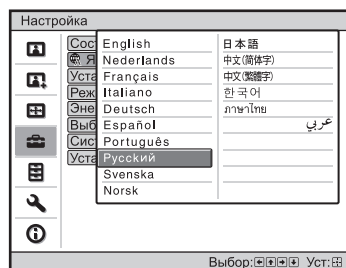 Настройка
Сос
Я
Уста
Реж
Эне
Выб
Сис
Уста
English
Nederlands
Français
Italiano
Deutsch
Español
Português
Русский
Svenska
Norsk
日本語
中文(简体字)
中文(繁體字)
한국어
ภาษาไทย
عربي
Выбор: Уст: